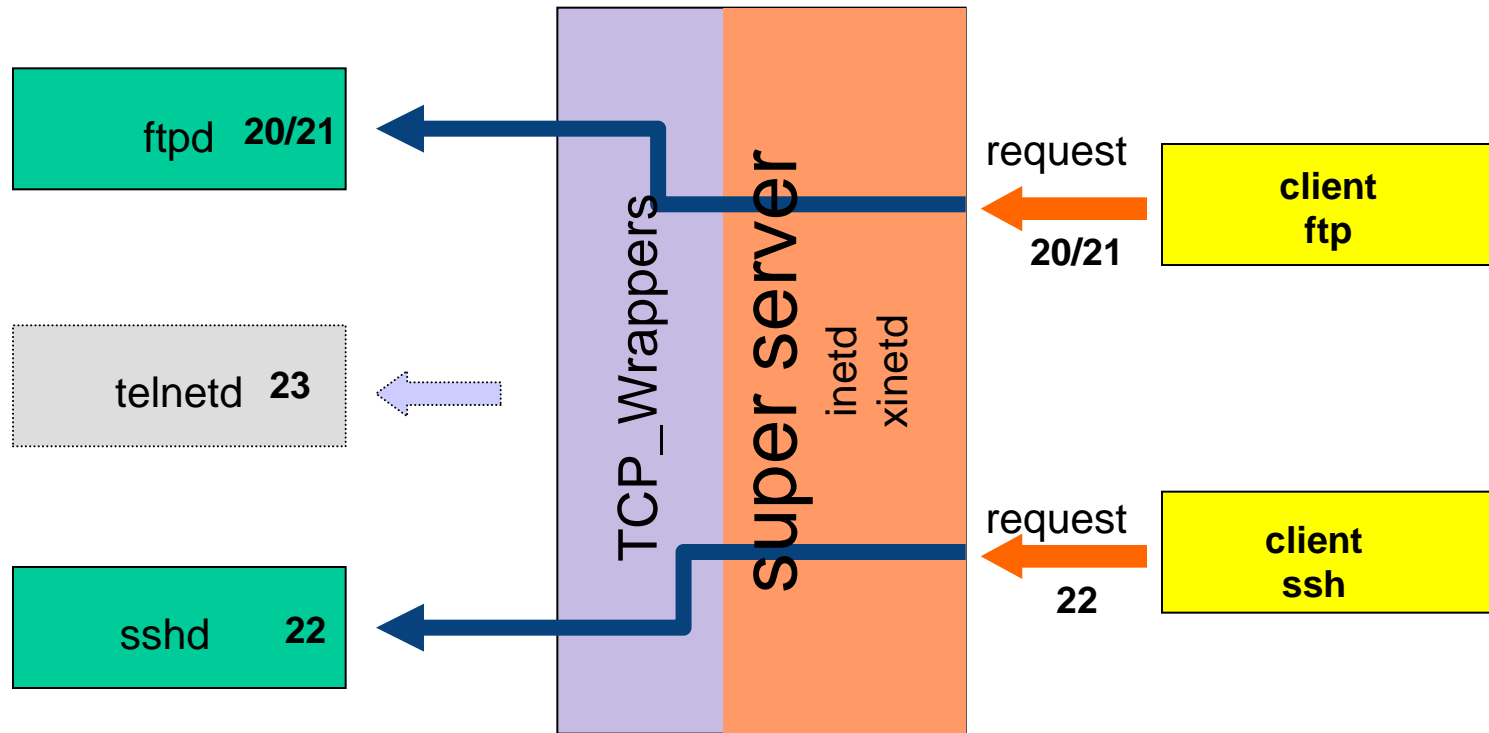 ftpd 20/21
telnetd 23
sshd 22
TCP_Wrappers
super server
inetd
xinetd
request
20/21
client
ftp
request
22
client
ssh